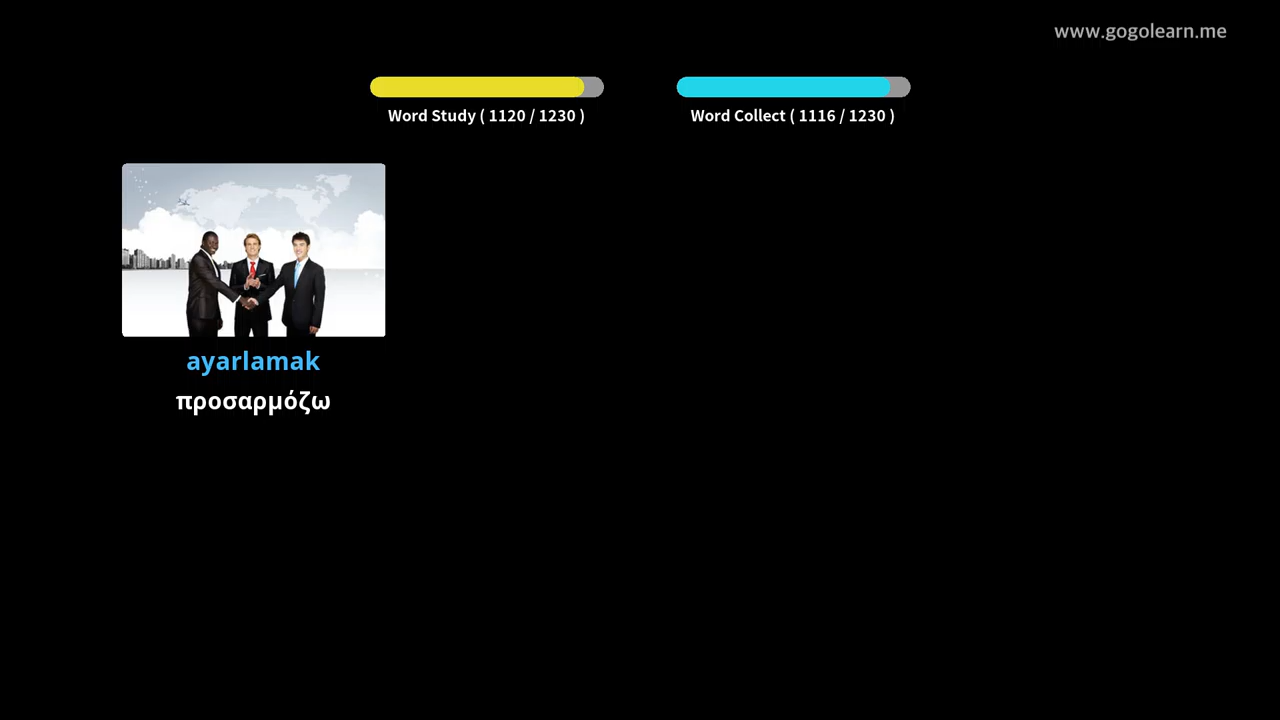 www.gogolearn.me
Word Study ( 1120 / 1230 )
Word Collect ( 1116 / 1230 )
ayarlamak
προσαρμόζω